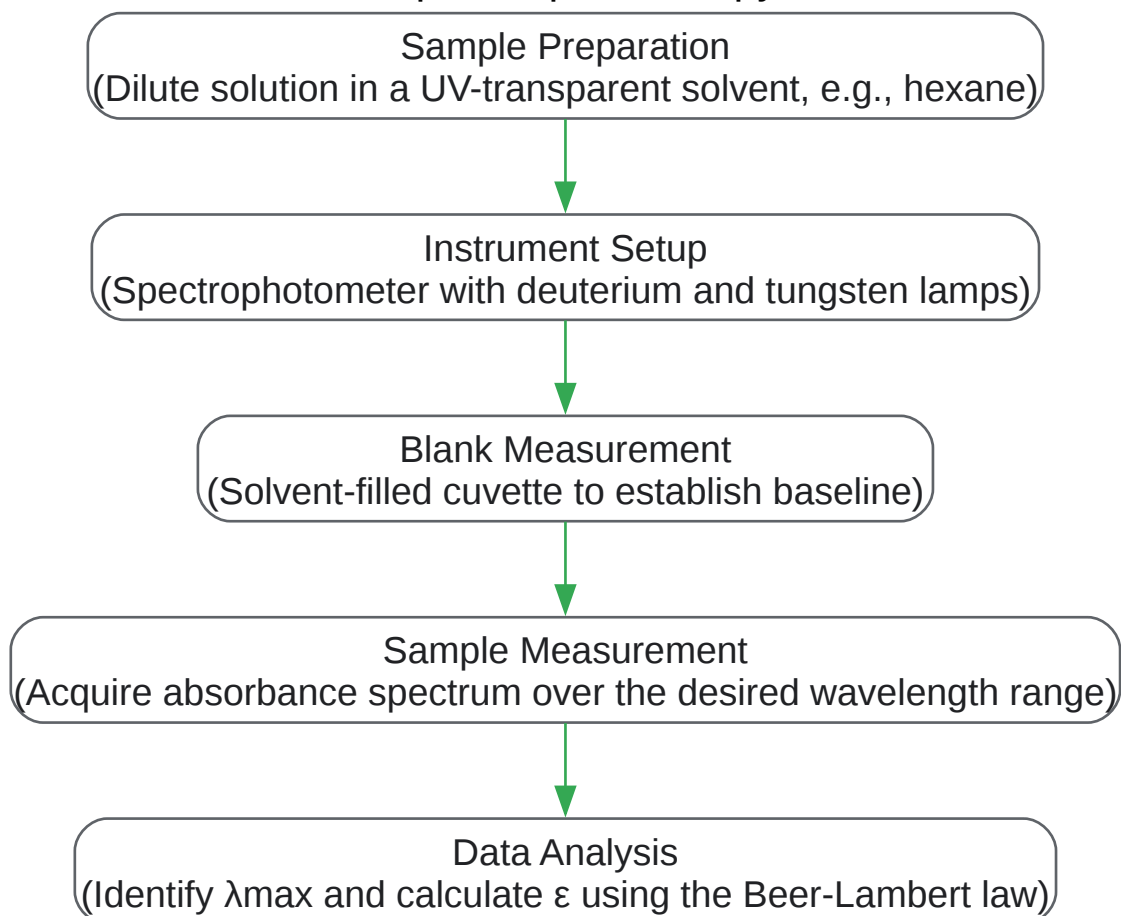 Sample Preparation
(Dilute solution in a UV-transparent solvent, e.g., hexane)
Instrument Setup
(Spectrophotometer with deuterium and tungsten lamps)
Blank Measurement
(Solvent-filled cuvette to establish baseline)
Sample Measurement
(Acquire absorbance spectrum over the desired wavelength range)
Data Analysis
(Identify λmax and calculate ε using the Beer-Lambert law)